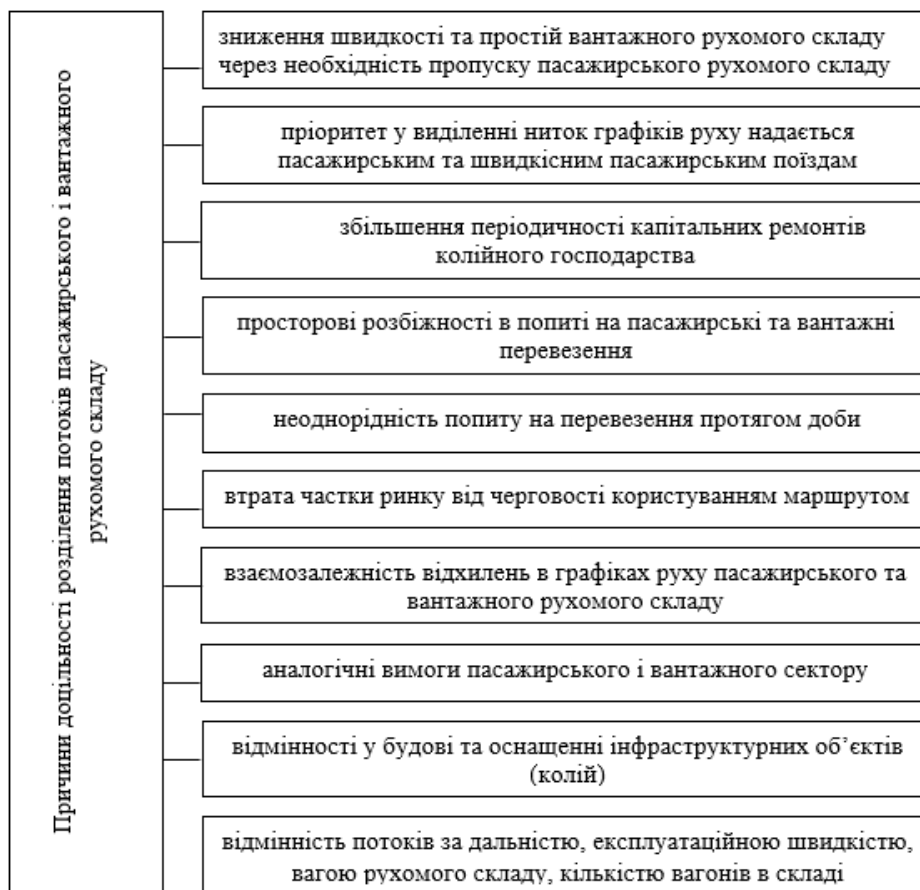 Причини доцільності розділення потоків пасажирського і вантажного
рухомого складу
зниження швидкості та простій вантажного рухомого складу
через необхідність пропуску пасажирського рухомого складу
пріоритет у виділенні ниток графіків руху надається
пасажирським та швидкісним пасажирським поїздам
збільшення періодичності капітальних ремонтів
колійного господарства
просторові розбіжності в попиті на пасажирські та вантажні
перевезення
неоднорідність попиту на перевезення протягом доби
втрата частки ринку від черговості користуванням маршрутом
взаємозалежність відхилень в графіках руху пасажирського та
вантажного рухомого складу
аналогічні вимоги пасажирського і вантажного сектору
відмінності у будові та оснащенні інфраструктурних об’єктів
(колій)
відмінність потоків за дальністю, експлуатаційною швидкістю,
вагою рухомого складу, кількістю вагонів в складі